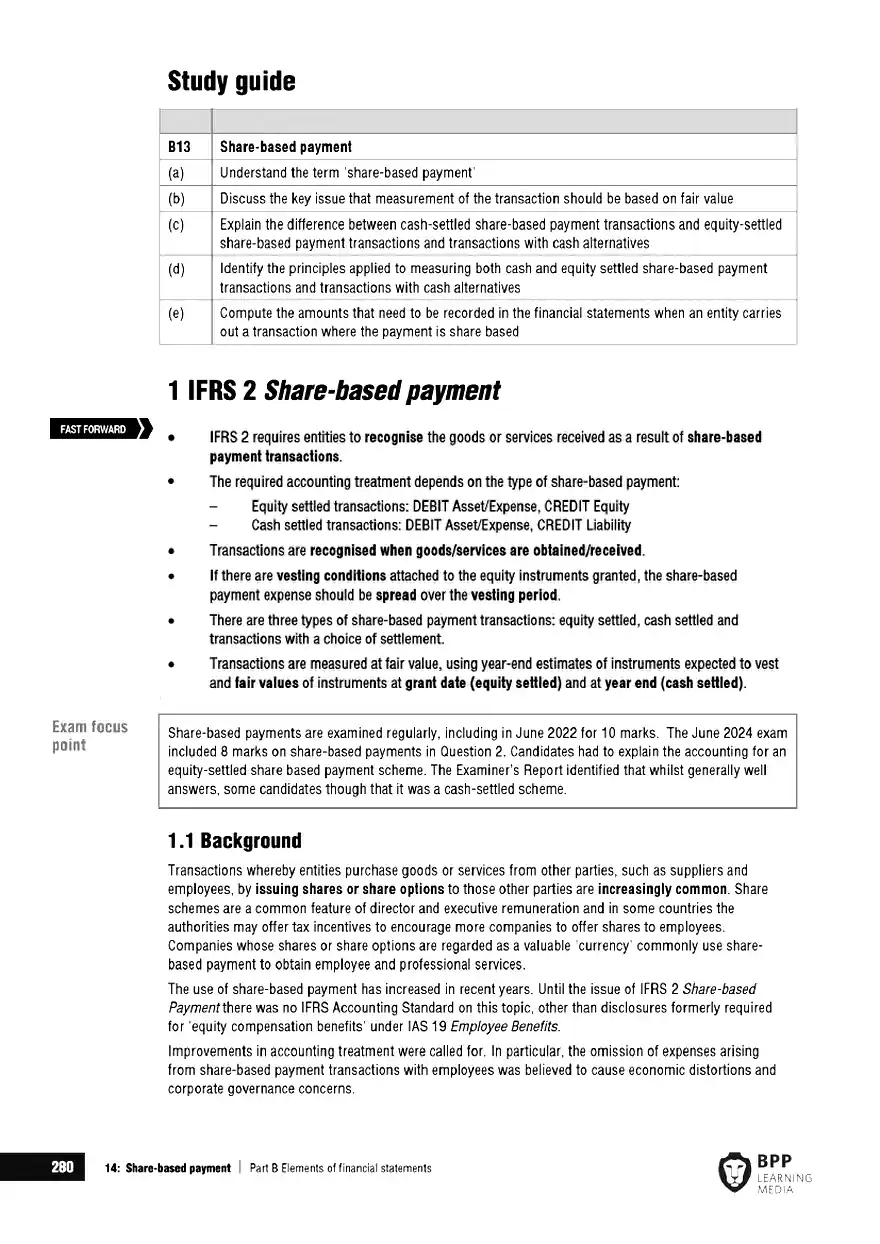 Study guide
B13 Share-based payment
(a) Understand the term 'share-based payment'
(b) Discuss the key issue that measurement of the transaction should be based on fair value
(c) Explain the difference between cash-settled share-based payment transactions and equity-settled
share-based payment transactions and transactions with cash alternatives
(d) Identify the principles applied to measuring both cash and equity settled share-based payment
transactions and transactions with cash alternatives
(e) Compute the amounts that need to be recorded in the financial statements when an entity carries
out a transaction where the payment is share based
1 IFRS 2 Share-based payment
FAST FORWARD
• IFRS 2 requires entities to recognise the goods or services received as a result of share-based
payment transactions.
• The required accounting treatment depends on the type of share-based payment:
– Equity settled transactions: DEBIT Asset/Expense, CREDIT Equity
– Cash settled transactions: DEBIT Asset/Expense, CREDIT Liability
• Transactions are recognised when goods/services are obtained/received.
• If there are vesting conditions attached to the equity instruments granted, the share-based
payment expense should be spread over the vesting period.
• There are three types of share-based payment transactions: equity settled, cash settled and
transactions with a choice of settlement.
• Transactions are measured at fair value, using year-end estimates of instruments expected to vest
and fair values of instruments at grant date (equity settled) and at year end (cash settled).
Exam focus
point
Share-based payments are examined regularly, including in June 2022 for 10 marks. The June 2024 exam
included 8 marks on share-based payments in Question 2. Candidates had to explain the accounting for an
equity-settled share based payment scheme. The Examiner's Report identified that whilst generally well
answers, some candidates though that it was a cash-settled scheme.
1.1 Background
Transactions whereby entities purchase goods or services from other parties, such as suppliers and
employees, by issuing shares or share options to those other parties are increasingly common. Share
schemes are a common feature of director and executive remuneration and in some countries the
authorities may offer tax incentives to encourage more companies to offer shares to employees.
Companies whose shares or share options are regarded as a valuable 'currency' commonly use share-
based payment to obtain employee and professional services.
The use of share-based payment has increased in recent years. Until the issue of IFRS 2 Share-based
Payment there was no IFRS Accounting Standard on this topic, other than disclosures formerly required
for 'equity compensation benefits' under IAS 19 Employee Benefits.
Improvements in accounting treatment were called for. In particular, the omission of expenses arising
from share-based payment transactions with employees was believed to cause economic distortions and
corporate governance concerns.
280 14: Share-based payment | Part B Elements of financial statements
BPP
LEARNING
MEDIA